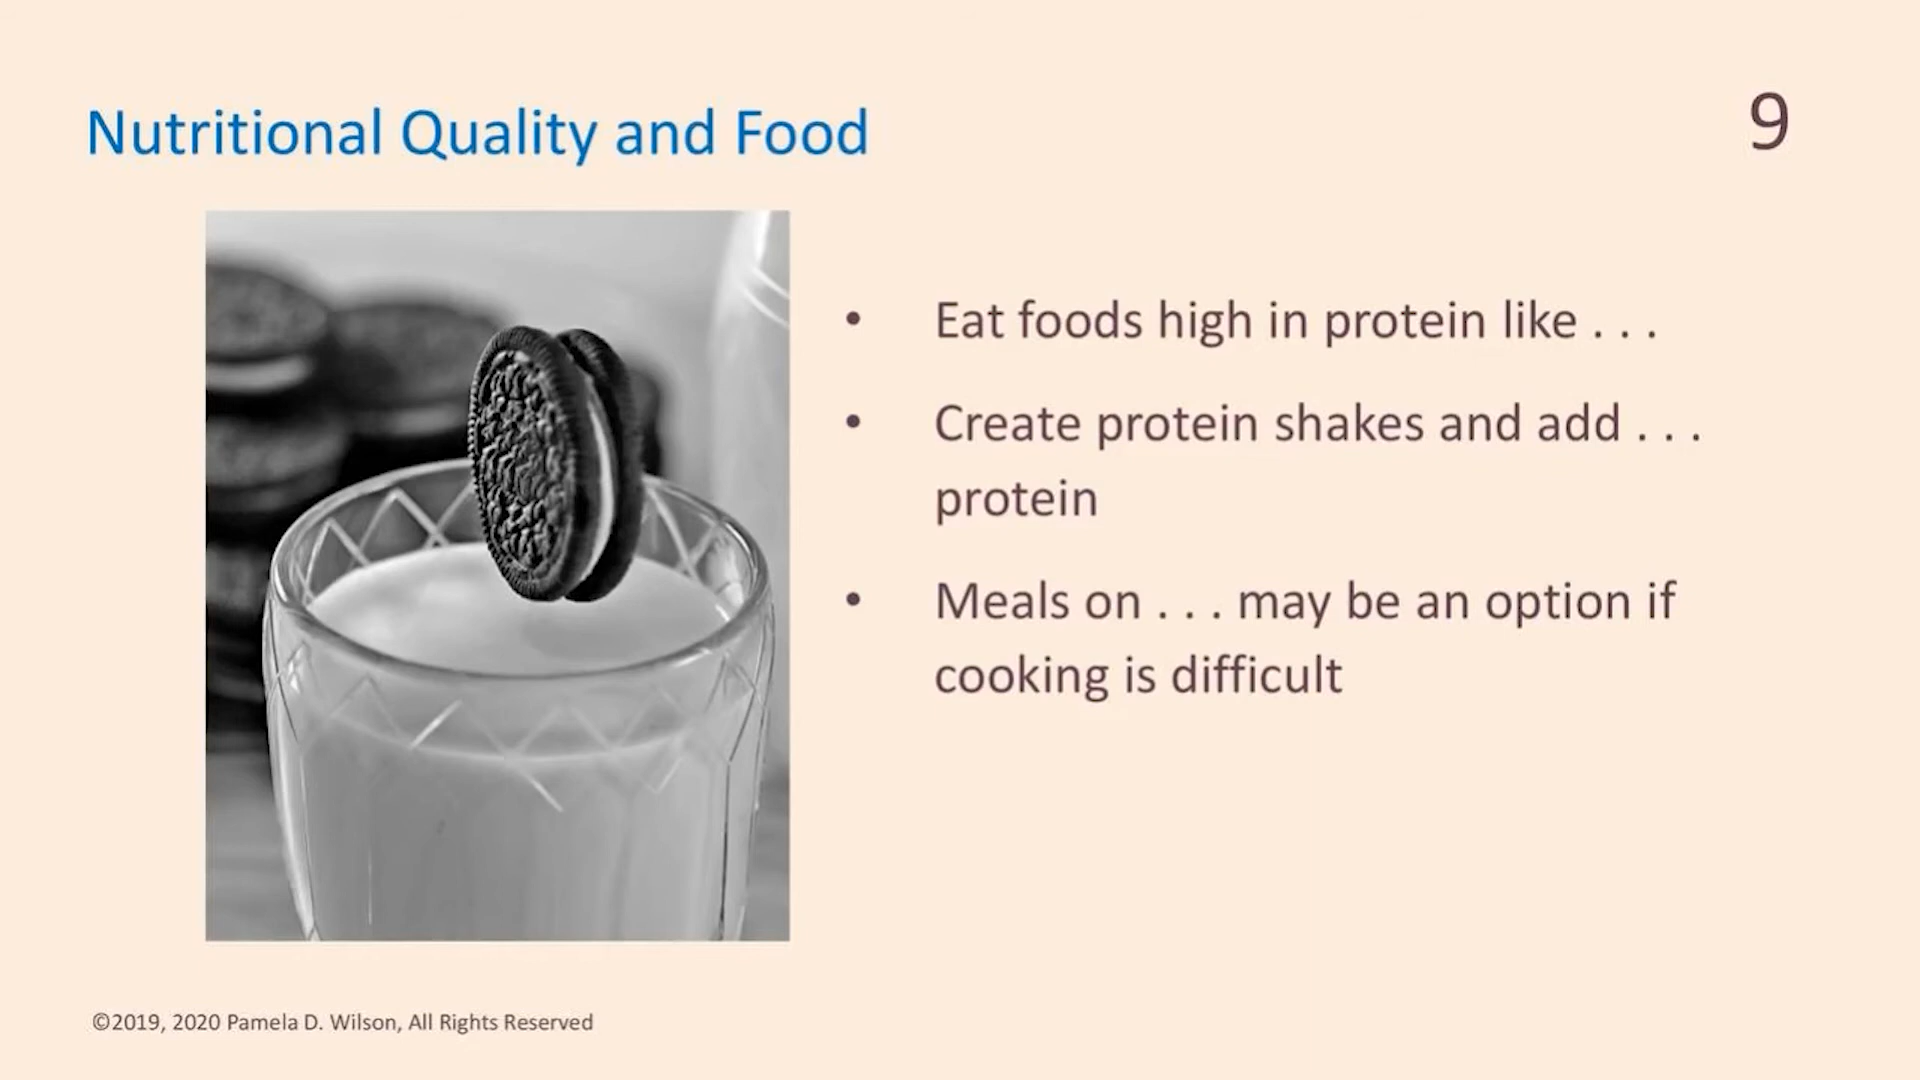 Nutritional Quality and Food
9
• Eat foods high in protein like . . .
• Create protein shakes and add . . .
protein
• Meals on . . . may be an option if
cooking is difficult
©2019, 2020 Pamela D. Wilson, All Rights Reserved